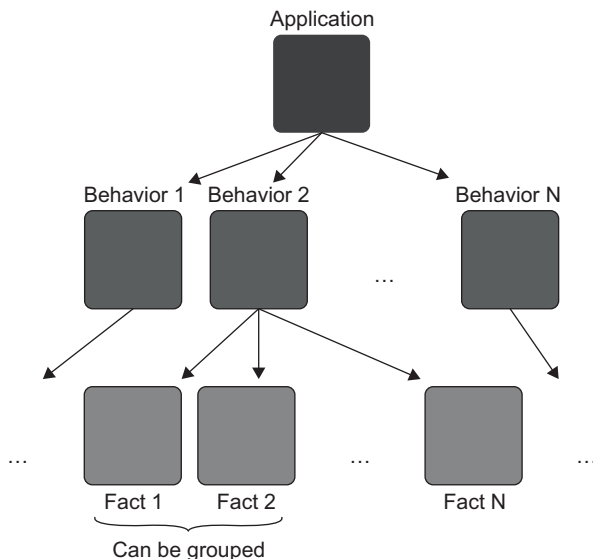 Application
Behavior 1 Behavior 2 Behavior N
...
... ... ...
Fact 1 Fact 2 Fact N
Can be grouped